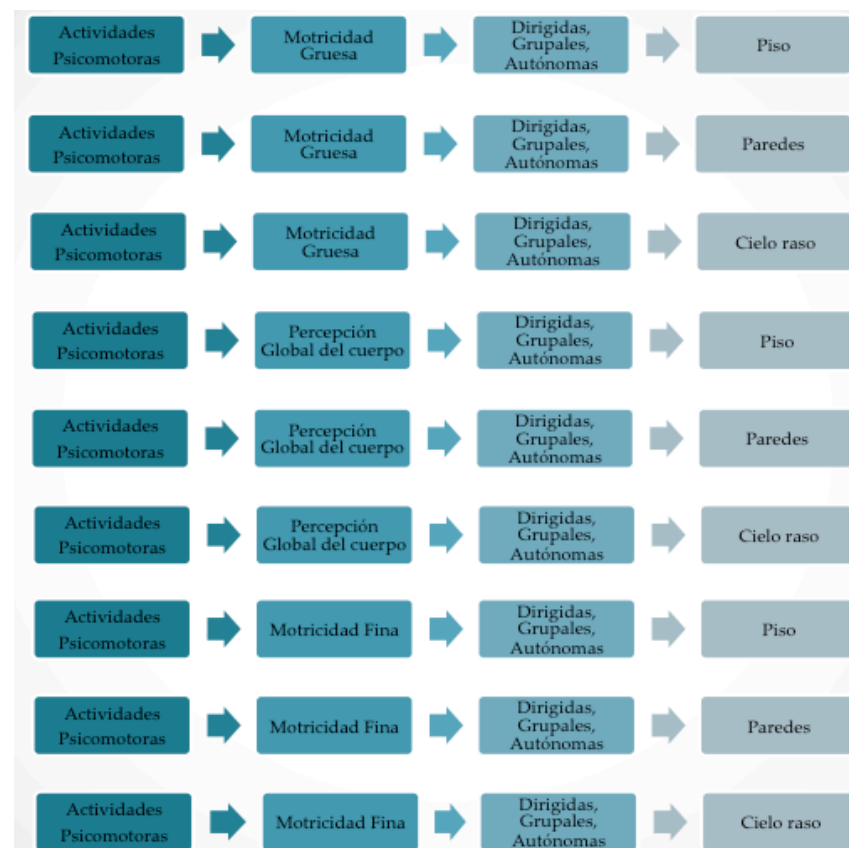 Actividades
Psicomotoras
Motricidad
Gruesa
Dirigidas,
Grupales,
Autónomas
Piso
Actividades
Psicomotoras
Motricidad
Gruesa
Dirigidas,
Grupales,
Autónomas
Paredes
Actividades
Psicomotoras
Motricidad
Gruesa
Dirigidas,
Grupales,
Autónomas
Cielo raso
Actividades
Psicomotoras
Percepción
Global del cuerpo
Dirigidas,
Grupales,
Autónomas
Piso
Actividades
Psicomotoras
Percepción
Global del cuerpo
Dirigidas,
Grupales,
Autónomas
Paredes
Actividades
Psicomotoras
Percepción
Global del cuerpo
Dirigidas,
Grupales,
Autónomas
Cielo raso
Actividades
Psicomotoras
Motricidad Fina
Dirigidas,
Grupales,
Autónomas
Piso
Actividades
Psicomotoras
Motricidad Fina
Dirigidas,
Grupales,
Autónomas
Paredes
Actividades
Psicomotoras
Motricidad Fina
Dirigidas,
Grupales,
Autónomas
Cielo raso